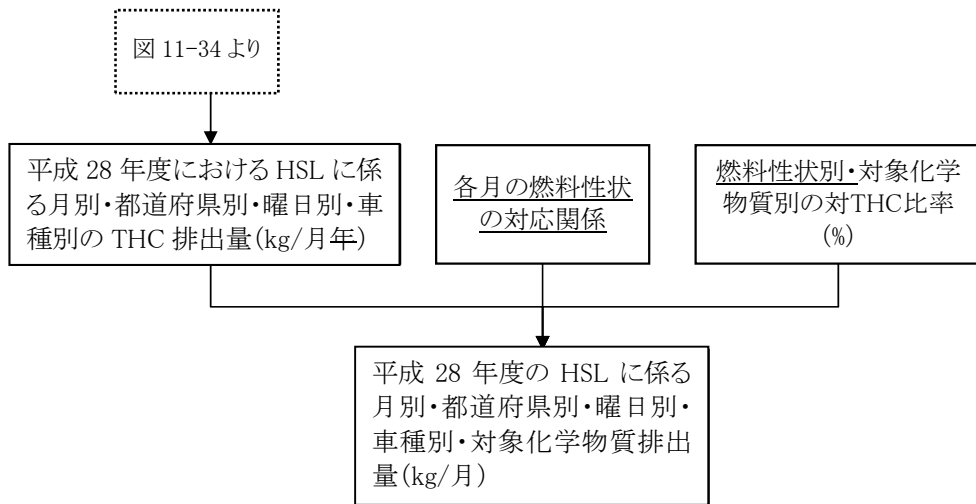 図 11-34 より
平成 28 年度における HSL に係
る月別・都道府県別・曜日別・車
種別の THC 排出量(kg/月年)
各月の燃料性状
の対応関係
燃料性状別・対象化学
物質別の対THC比率
(%)
平成 28 年度の HSL に係る
月別・都道府県別・曜日別・
車種別・対象化学物質排出
量(kg/月)